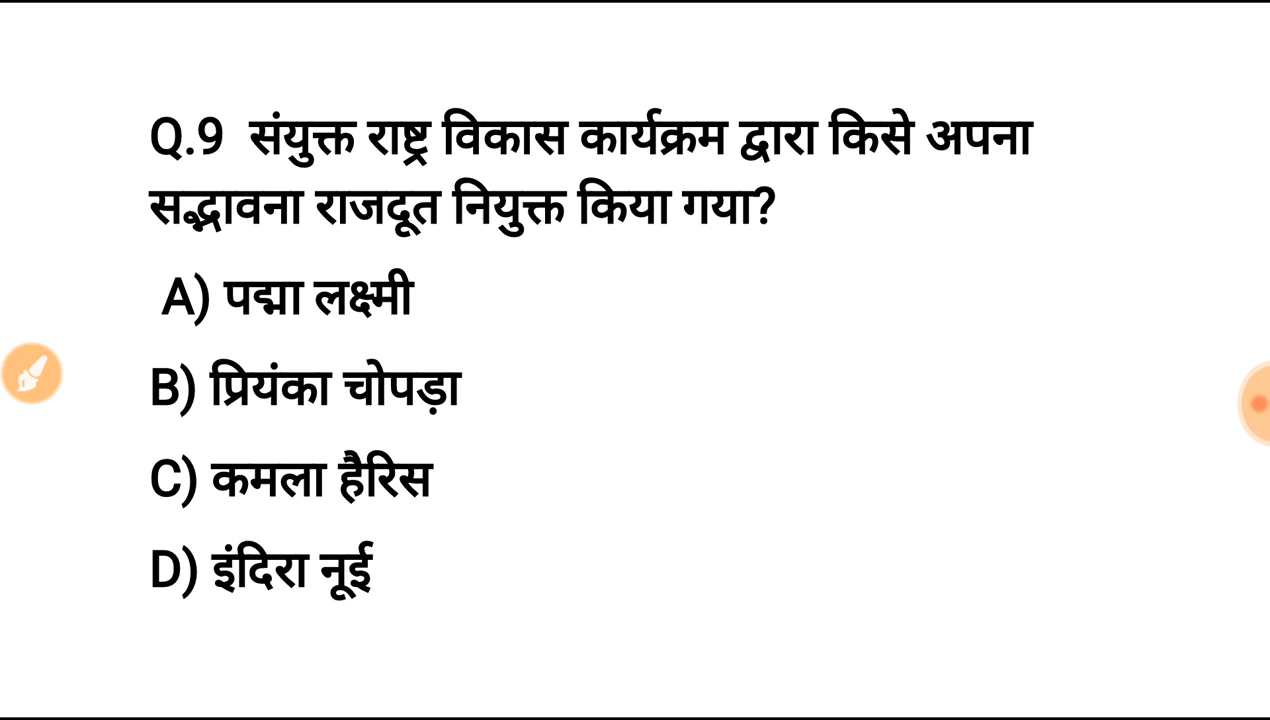 Q.9 संयुक्त राष्ट्र विकास कार्यक्रम द्वारा किसे अपना
सद्भावना राजदूत नियुक्त किया गया?
A) पद्मा लक्ष्मी
B) प्रियंका चोपड़ा
C) कमला हैरिस
D) इंदिरा नूई